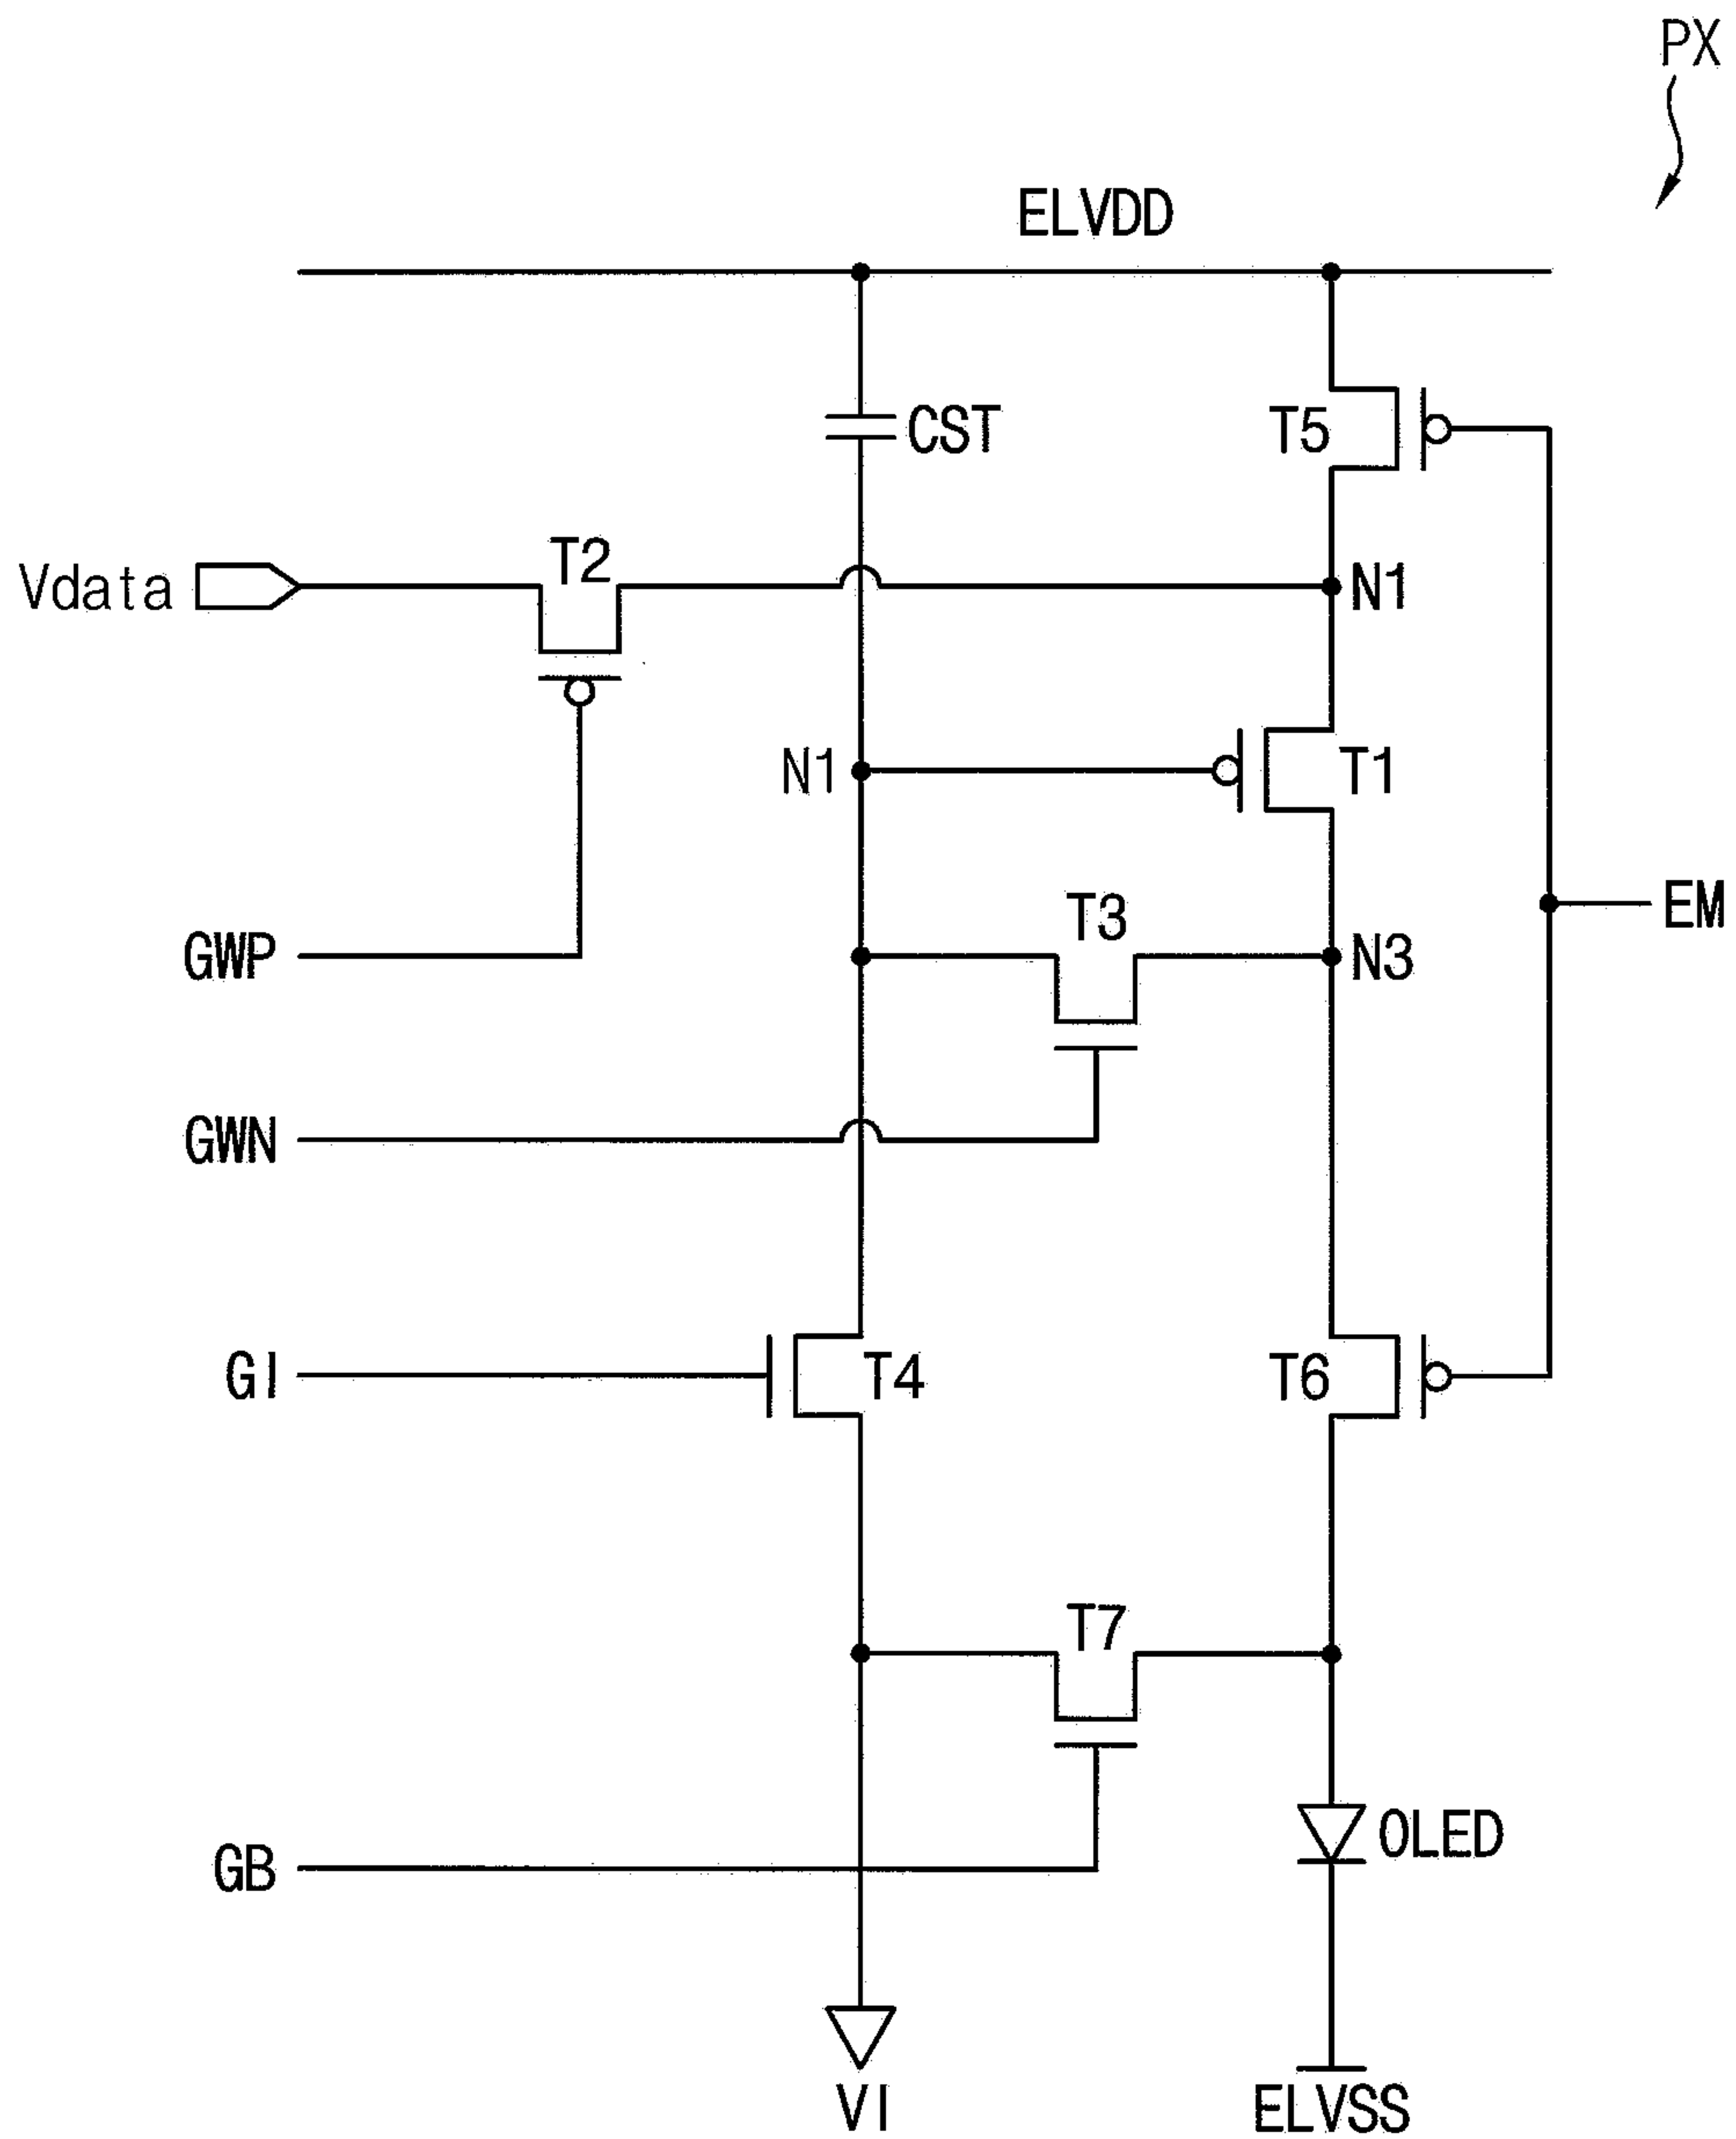 PX
ELVDD
T5
CST
T2
Vdata
N1
N1
T1
T3
EM
GWP
N3
GWN
GI
T4
T6
T7
OLED
GB
VI
ELVSS